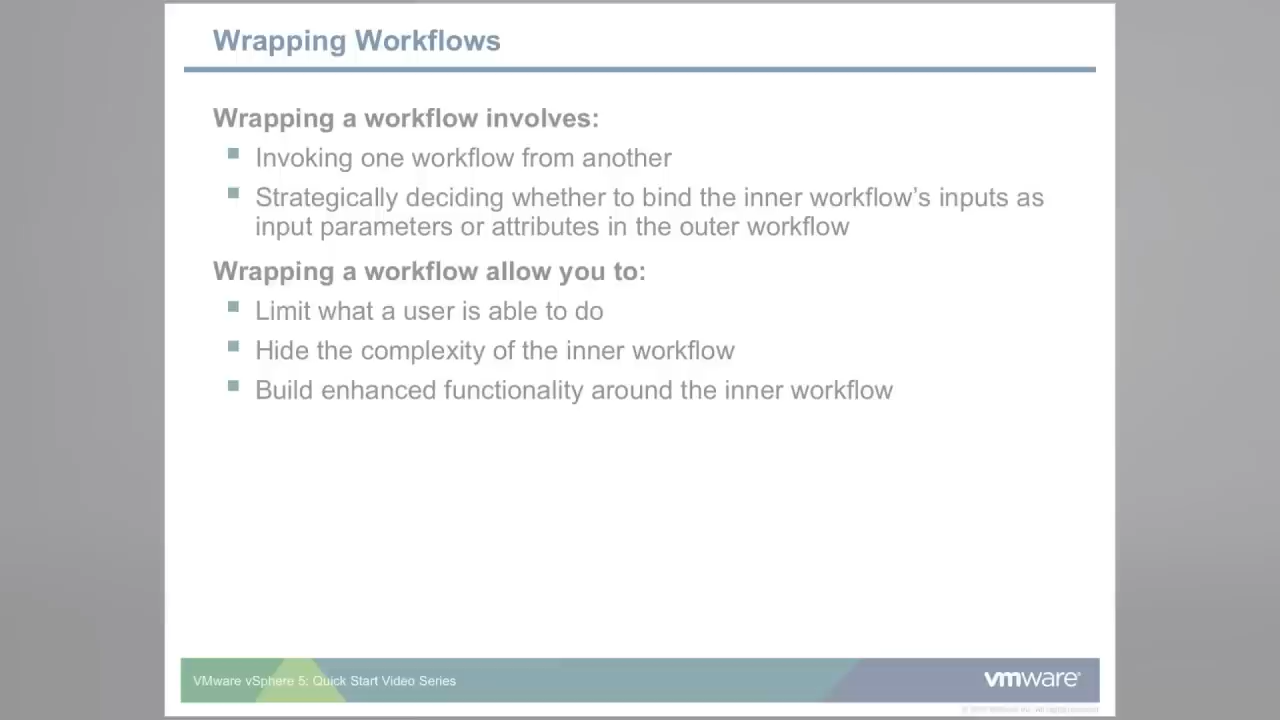 Wrapping Workflows
Wrapping a workflow involves:
Invoking one workflow from another
Strategically deciding whether to bind the inner workflow’s inputs as
input parameters or attributes in the outer workflow
Wrapping a workflow allow you to:
Limit what a user is able to do
Hide the complexity of the inner workflow
Build enhanced functionality around the inner workflow
VMware vSphere 5: Quick Start Video Series
vmware